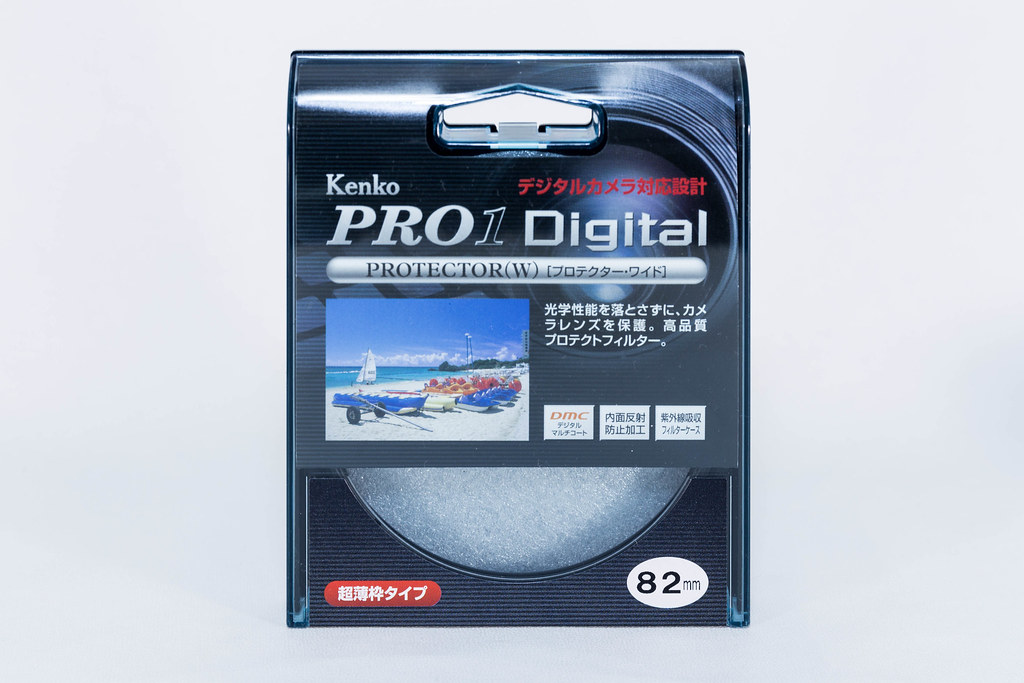 Kenko
デジタルカメラ対応設計
PRO1 Digital
PROTECTOR(W) [プロテクター・ワイド]
光学性能を落とさずに、カメ
ラレンズを保護。高品質
プロテクトフィルター。
DMC
デジタル
マルチコート
内面反射
防止加工
紫外線吸収
フィルターケース
超薄枠タイプ
82mm